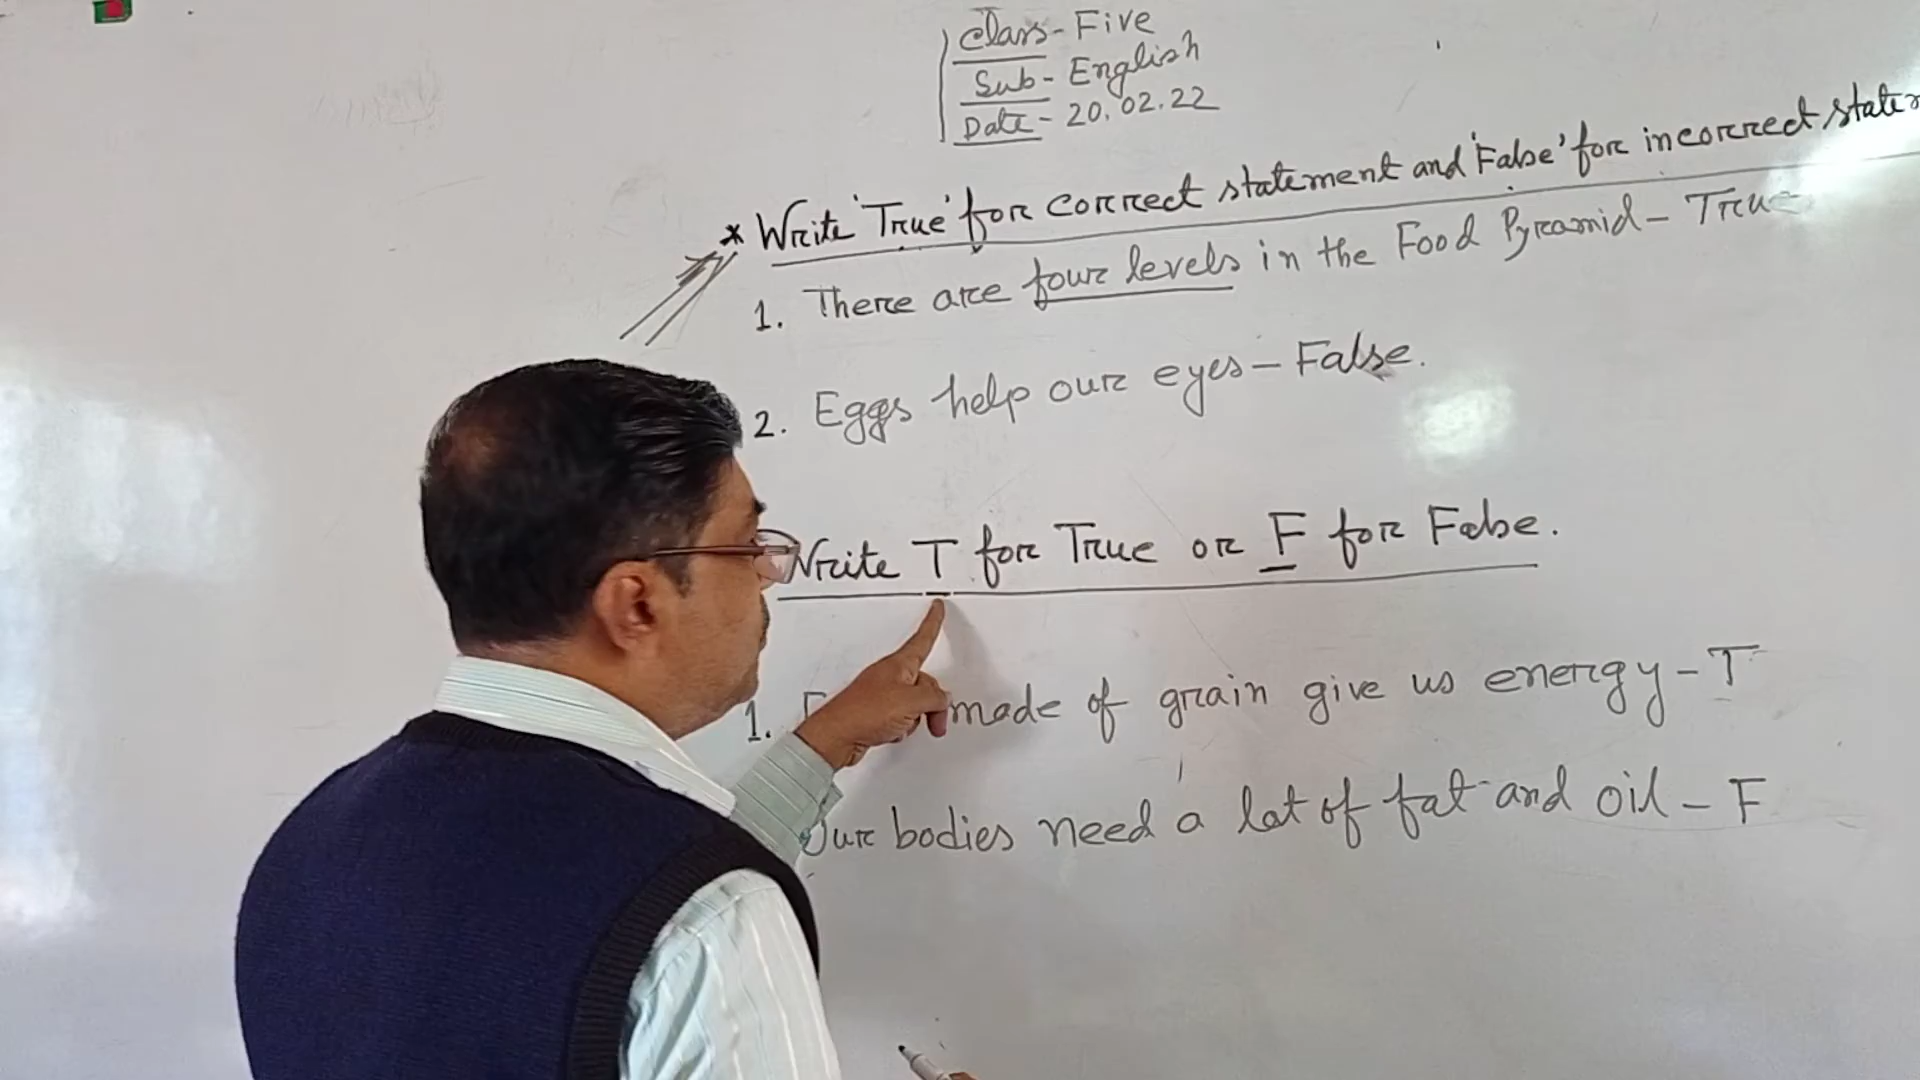 Class-Five
Sub-English
Date-20.02.22
* Write 'True' for correct statement and 'False' for incorrect
1. There are four levels in the Food Pyramid-True
2. Eggs help our eyes-False.
Write T for True or F for False.
1. made of grain give us energy-T
Our bodies need a lot of fat and oil-F